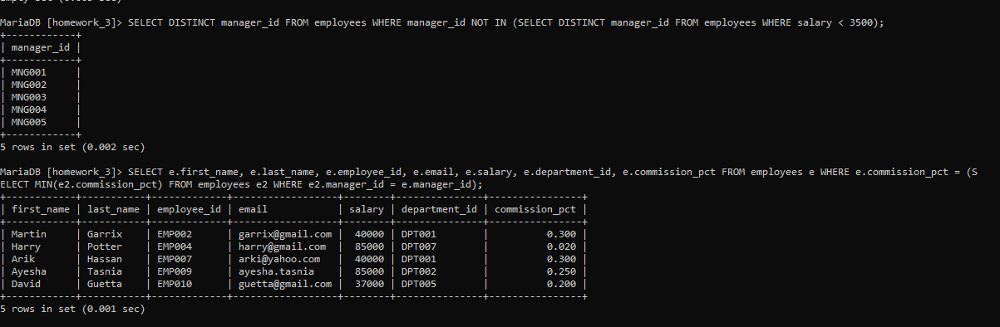 Empty set (0.003 sec)
MariaDB [homework_3]> SELECT DISTINCT manager_id FROM employees WHERE manager_id NOT IN (SELECT DISTINCT manager_id FROM employees WHERE salary < 3500);
+------------+
| manager_id |
+------------+
| MNG001     |
| MNG002     |
| MNG003     |
| MNG004     |
| MNG005     |
+------------+
5 rows in set (0.002 sec)
MariaDB [homework_3]> SELECT e.first_name, e.last_name, e.employee_id, e.email, e.salary, e.department_id, e.commission_pct FROM employees e WHERE e.commission_pct = (S
ELECT MIN(e2.commission_pct) FROM employees e2 WHERE e2.manager_id = e.manager_id);
+------------+-----------+-------------+------------------+--------+---------------+----------------+
| first_name | last_name | employee_id | email            | salary | department_id | commission_pct |
+------------+-----------+-------------+------------------+--------+---------------+----------------+
| Martin     | Garrix    | EMP002      | garrix@gmail.com |  40000 | DPT001        |          0.300 |
| Harry      | Potter    | EMP004      | harry@gmail.com  |  85000 | DPT007        |          0.020 |
| Arik       | Hassan    | EMP007      | arki@yahoo.com   |  40000 | DPT001        |          0.300 |
| Ayesha     | Tasnia    | EMP009      | ayesha.tasnia    |  85000 | DPT002        |          0.250 |
| David      | Guetta    | EMP010      | guetta@gmail.com |  37000 | DPT005        |          0.200 |
+------------+-----------+-------------+------------------+--------+---------------+----------------+
5 rows in set (0.001 sec)